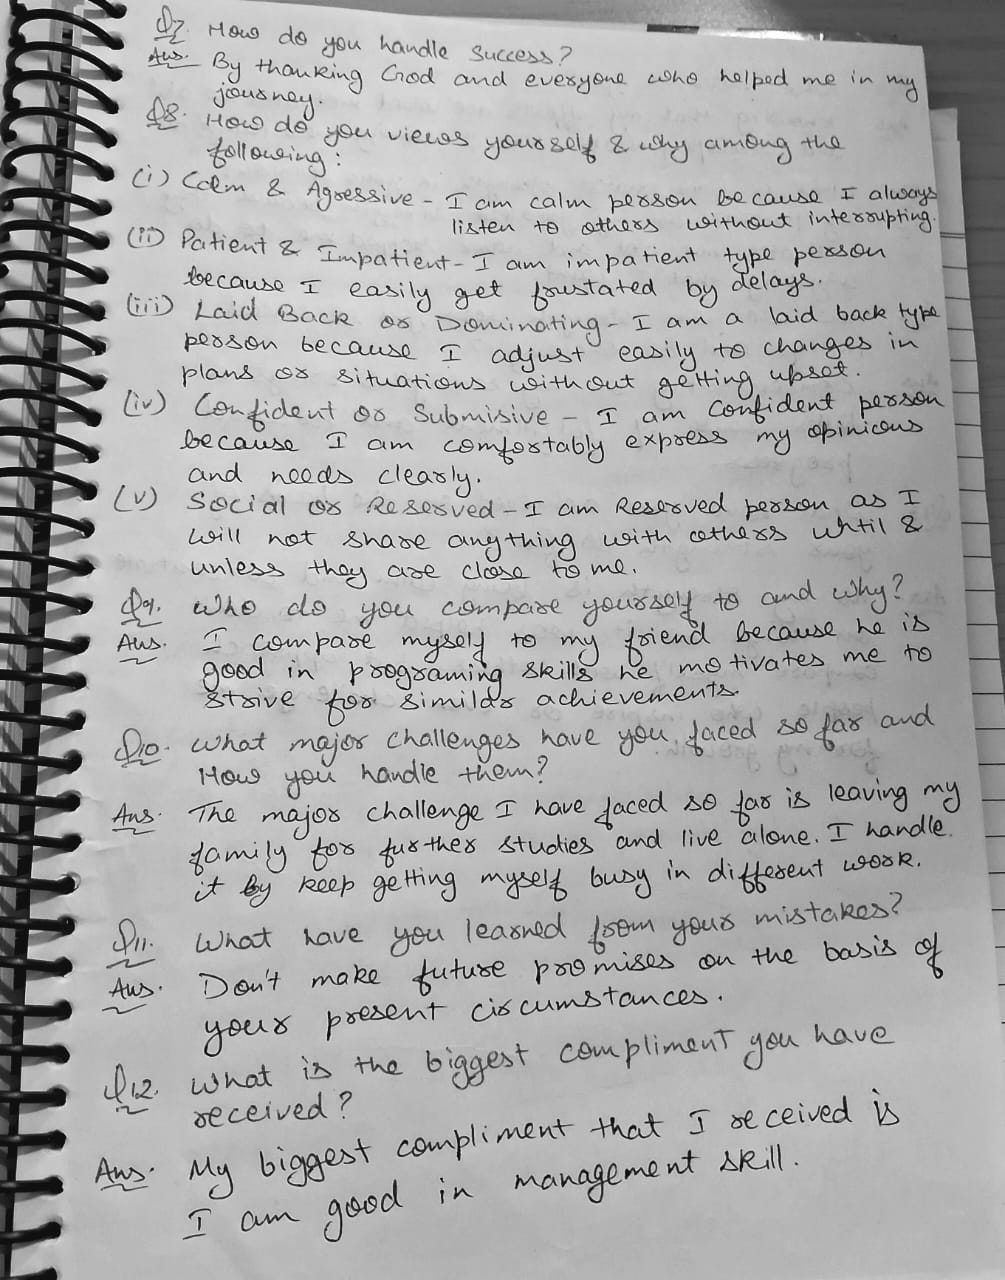 Q7. How do you handle success?
Ans. By thanking God and everyone who helped me in my
journey.
Q8. How do you views yourself & why among the
following:
(i) Calm & Agressive - I am calm person because I always
listen to others without interrupting.
(ii) Patient & Impatient - I am impatient type person
because I easily get frustated by delays.
(iii) Laid Back or Dominating - I am a laid back type
person because I adjust easily to changes in
plans or situations without getting upset.
(iv) Confident or Submisive - I am confident person
because I am comfortably express my opinions
and needs clearly.
(v) Social or Reserved - I am Reserved person as I
will not share anything with others until &
unless they are close to me.
Q9. Who do you compare yourself to and why?
Ans. I compare myself to my friend because he is
good in programing skills he motivates me to
strive for similar achievements.
Q10. What major challenges have you faced so far and
How you handle them?
Ans. The major challenge I have faced so far is leaving my
family for further studies and live alone. I handle
it by keep getting myself busy in different work.
Q11. What have you learned from your mistakes?
Ans. Don't make future promises on the basis of
your present circumstances.
Q12. What is the biggest compliment you have
received?
Ans. My biggest compliment that I received is
I am good in management skill.